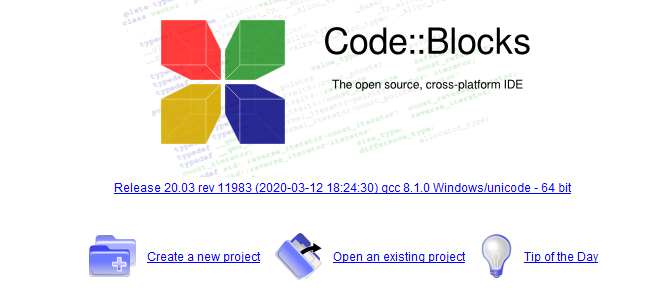 Code::Blocks
The open source, cross-platform IDE
Release 20.03 rev 11983 (2020-03-12 18:24:30) gcc 8.1.0 Windows/unicode - 64 bit
Create a new project
Open an existing project
Tip of the Day